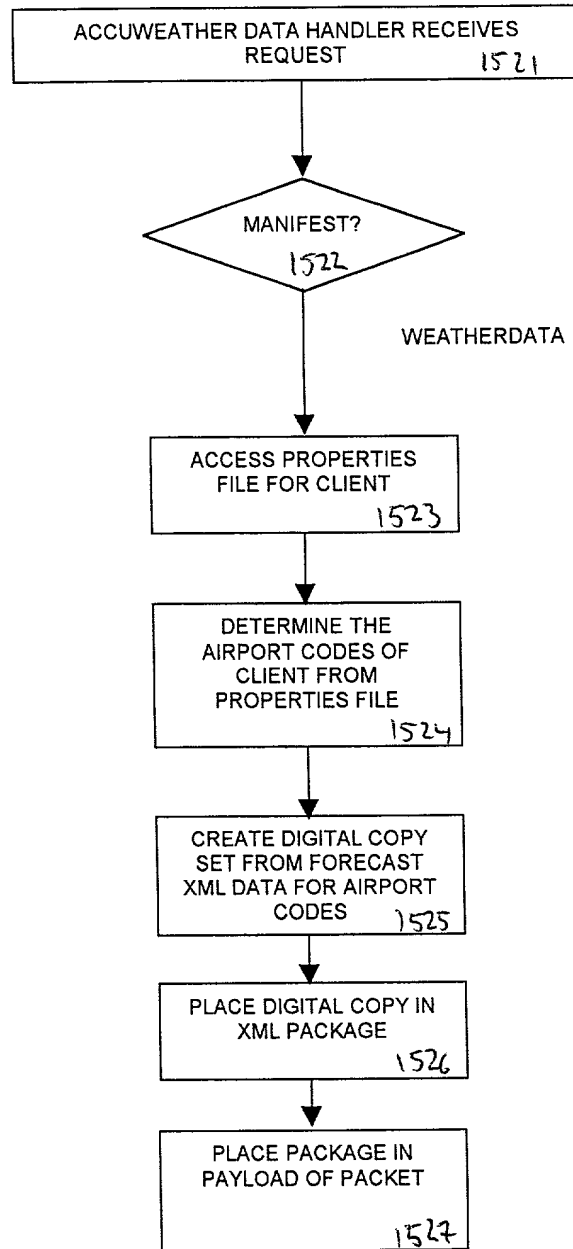 ACCUWEATHER DATA HANDLER RECEIVES
REQUEST 1521
MANIFEST?
1522
WEATHERDATA
ACCESS PROPERTIES
FILE FOR CLIENT
1523
DETERMINE THE
AIRPORT CODES OF
CLIENT FROM
PROPERTIES FILE
1524
CREATE DIGITAL COPY
SET FROM FORECAST
XML DATA FOR AIRPORT
CODES 1525
PLACE DIGITAL COPY IN
XML PACKAGE
1526
PLACE PACKAGE IN
PAYLOAD OF PACKET
1527